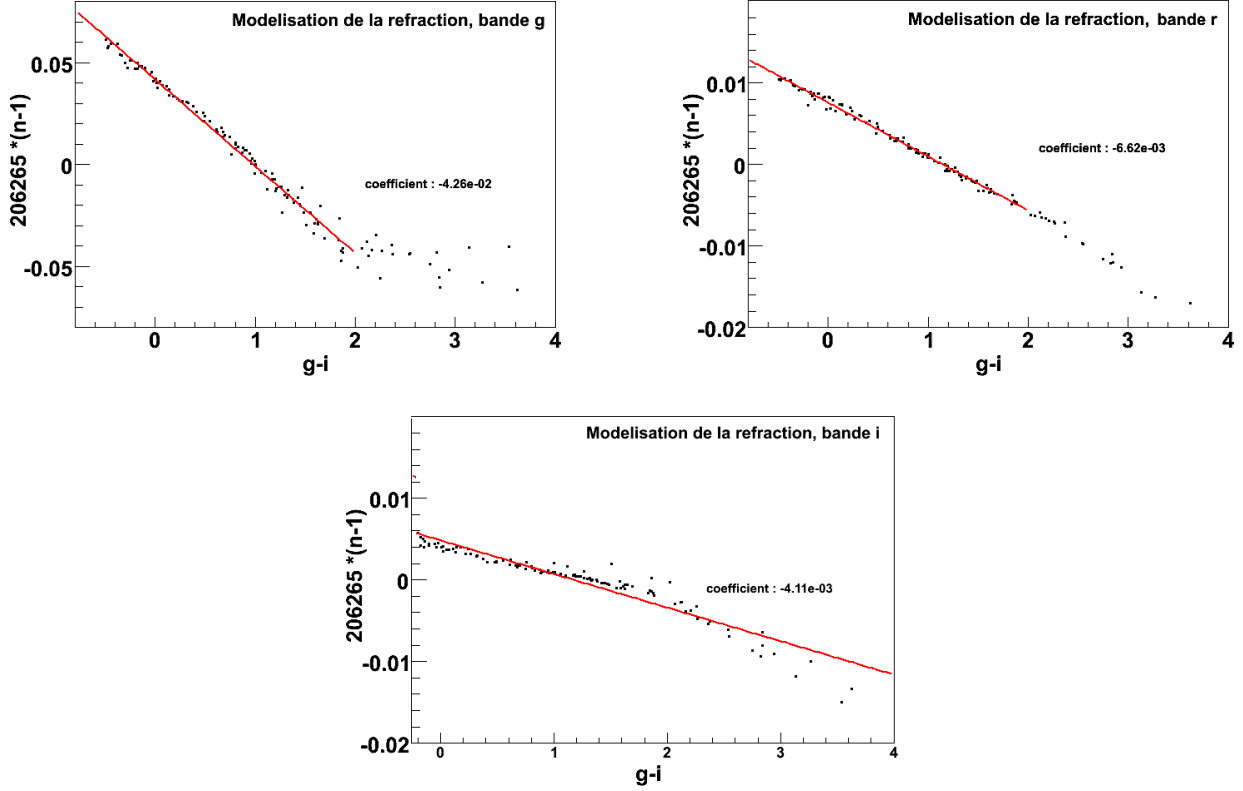 Modelisation de la refraction, bande g
206265 *(n-1)
0.05
0
-0.05
coefficient : -4.26e-02
0 1 2 3 4
g-i
Modelisation de la refraction, bande r
206265 *(n-1)
0.01
0
-0.01
-0.02
coefficient : -6.62e-03
0 1 2 3 4
g-i
Modelisation de la refraction, bande i
206265 *(n-1)
0.01
0
-0.01
-0.02
coefficient : -4.11e-03
0 1 2 3 4
g-i